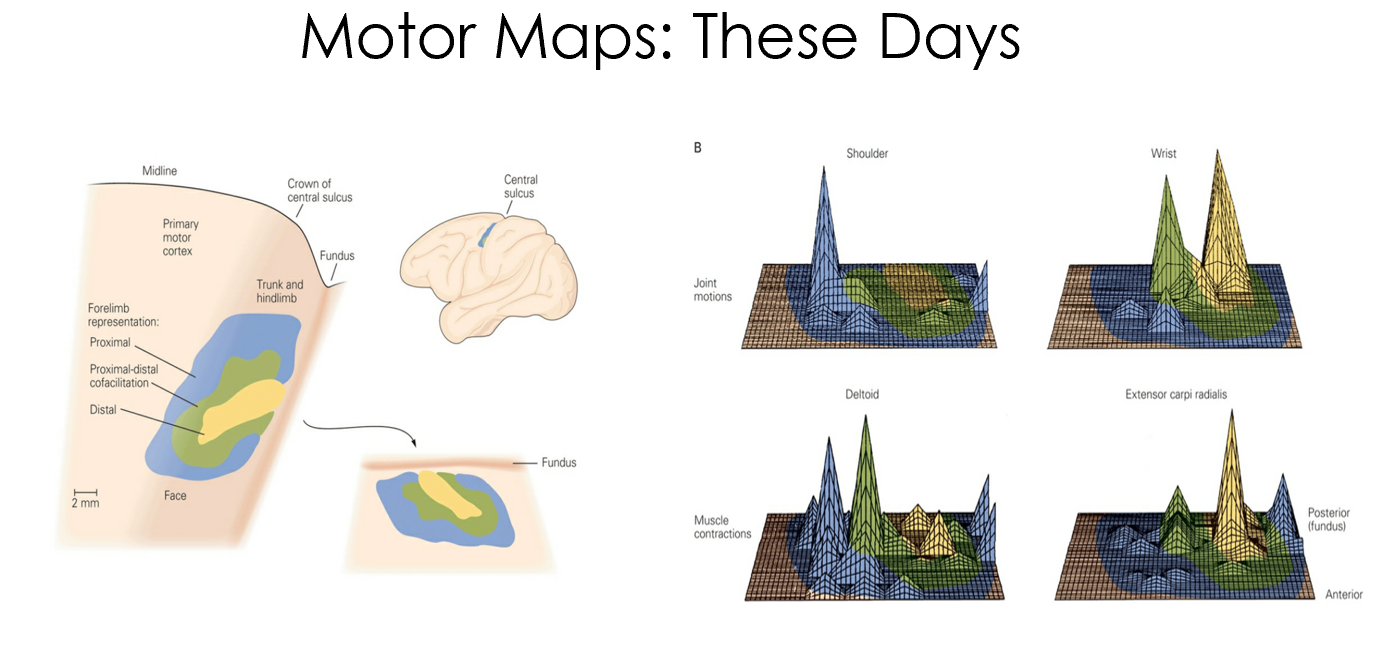 Motor Maps: These Days
Midline
Crown of
central sulcus
Primary
motor
cortex
Fundus
Trunk and
hindlimb
Forelimb
representation:
Proximal
Proximal-distal
cofacilitation
Distal
2 mm
Face
Central
sulcus
Fundus
B
Shoulder
Wrist
Joint
motions
Deltoid
Extensor carpi radialis
Muscle
contractions
Posterior
(fundus)
Anterior